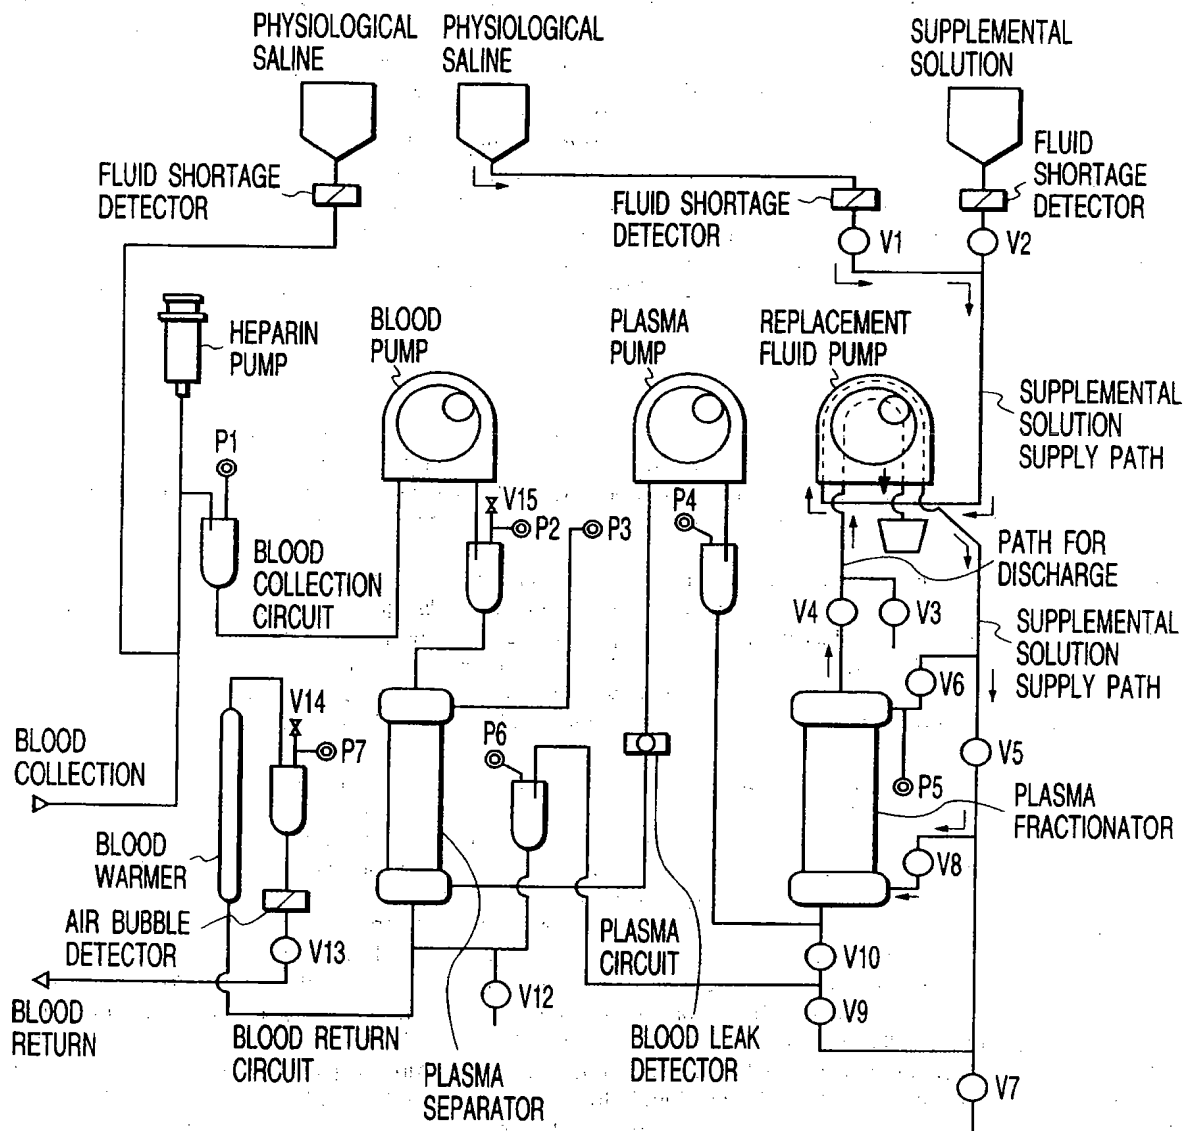 PHYSIOLOGICAL
SALINE
PHYSIOLOGICAL
SALINE
SUPPLEMENTAL
SOLUTION
FLUID SHORTAGE
DETECTOR
FLUID SHORTAGE
DETECTOR
FLUID
SHORTAGE
DETECTOR
V1
V2
HEPARIN
PUMP
BLOOD
PUMP
PLASMA
PUMP
REPLACEMENT
FLUID PUMP
SUPPLEMENTAL
SOLUTION
SUPPLY PATH
P1
V15
P2
P3
P4
BLOOD
COLLECTION
CIRCUIT
PATH FOR
DISCHARGE
V4
V3
SUPPLEMENTAL
SOLUTION
SUPPLY PATH
V6
V14
P7
P6
BLOOD
COLLECTION
V5
P5
PLASMA
FRACTIONATOR
BLOOD
WARMER
V8
AIR BUBBLE
DETECTOR
V13
PLASMA
CIRCUIT
V10
V12
V9
BLOOD
RETURN
BLOOD RETURN
CIRCUIT
PLASMA
SEPARATOR
BLOOD LEAK
DETECTOR
V7